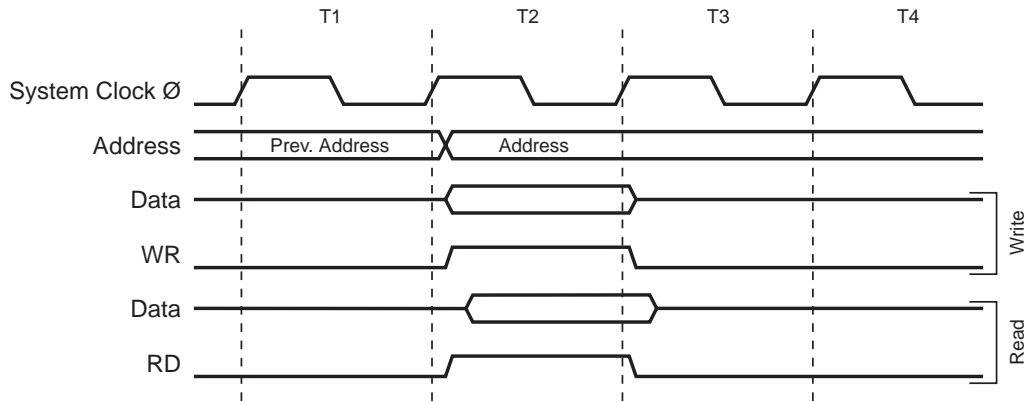 T1 T2 T3 T4
System Clock Ø
Address Prev. Address Address
Data
WR
Write
Data
RD
Read